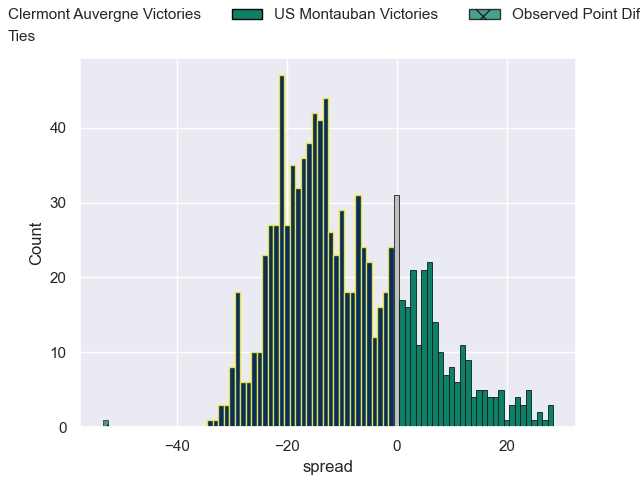 Clermont Auvergne Victories US Montauban Victories Observed Point Dif
Ties
40
30
20
10
0
Count
−40 −20 0 20
spread